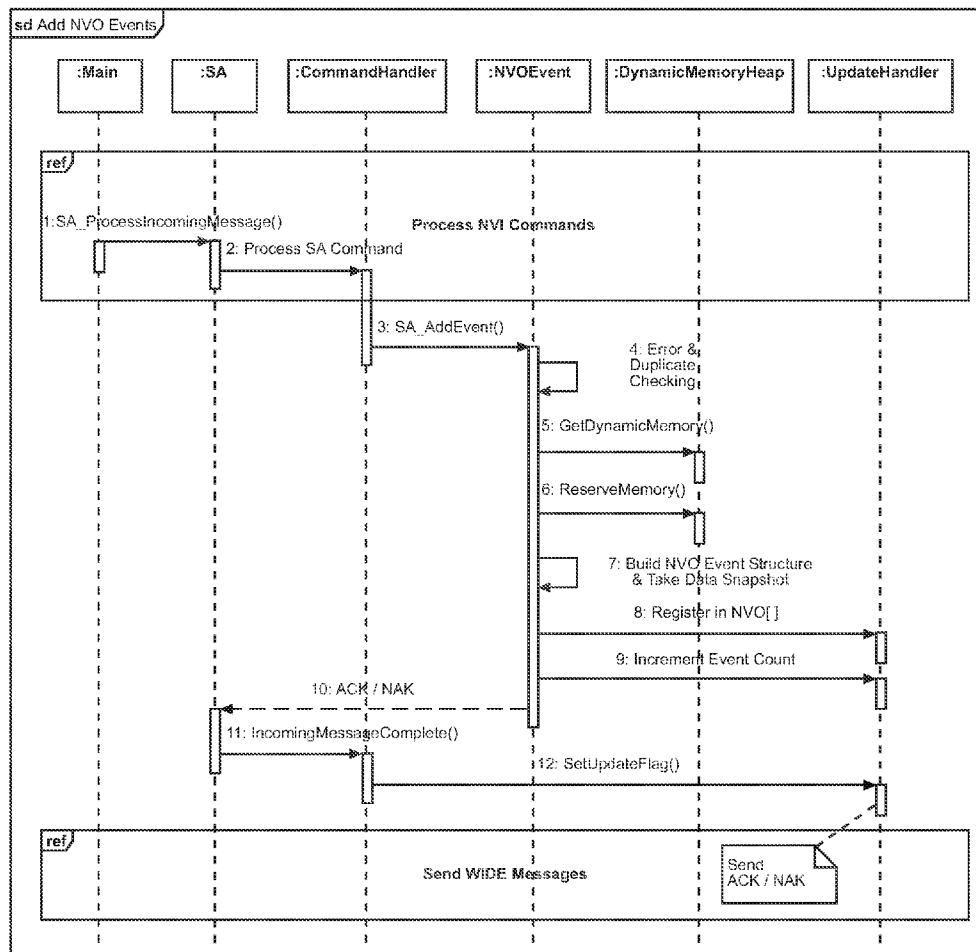 sd Add NVO Events
:Main
:SA
:CommandHandler
:NVOEvent
:DynamicMemoryHeap
:UpdateHandler
ref
1:SA_ProcessIncomingMessage()
Process NVI Commands
2: Process SA Command
3: SA_AddEvent()
4: Error &
Duplicate
Checking
5: GetDynamicMemory()
6: ReserveMemory()
7: Build NVO Event Structure
& Take Data Snapshot
8: Register in NVO[ ]
9: Increment Event Count
10: ACK / NAK
11: IncomingMessageComplete()
12: SetUpdateFlag()
ref
Send WIDE Messages
Send
ACK / NAK